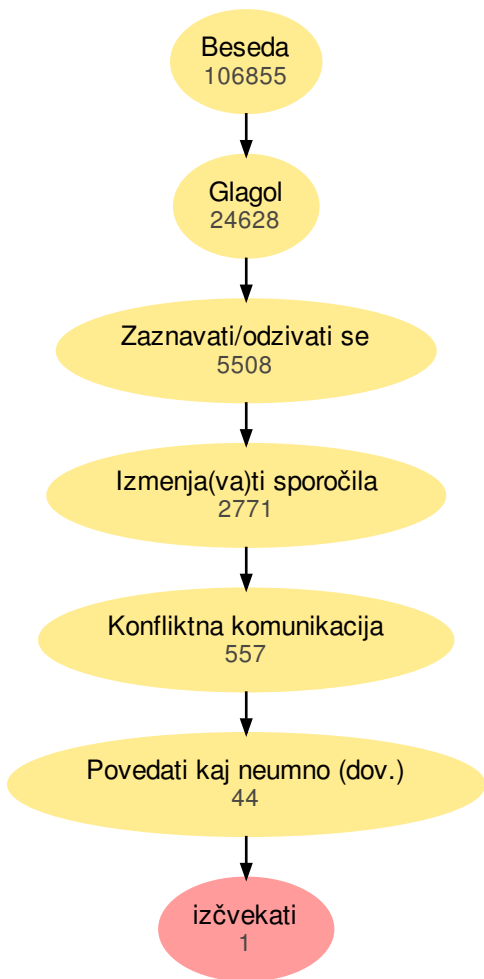 Beseda
106855
Glagol
24628
Zaznavati/odzivati se
5508
Izmenja(va)ti sporočila
2771
Konfliktna komunikacija
557
Povedati kaj neumno (dov.)
44
izčvekati
1